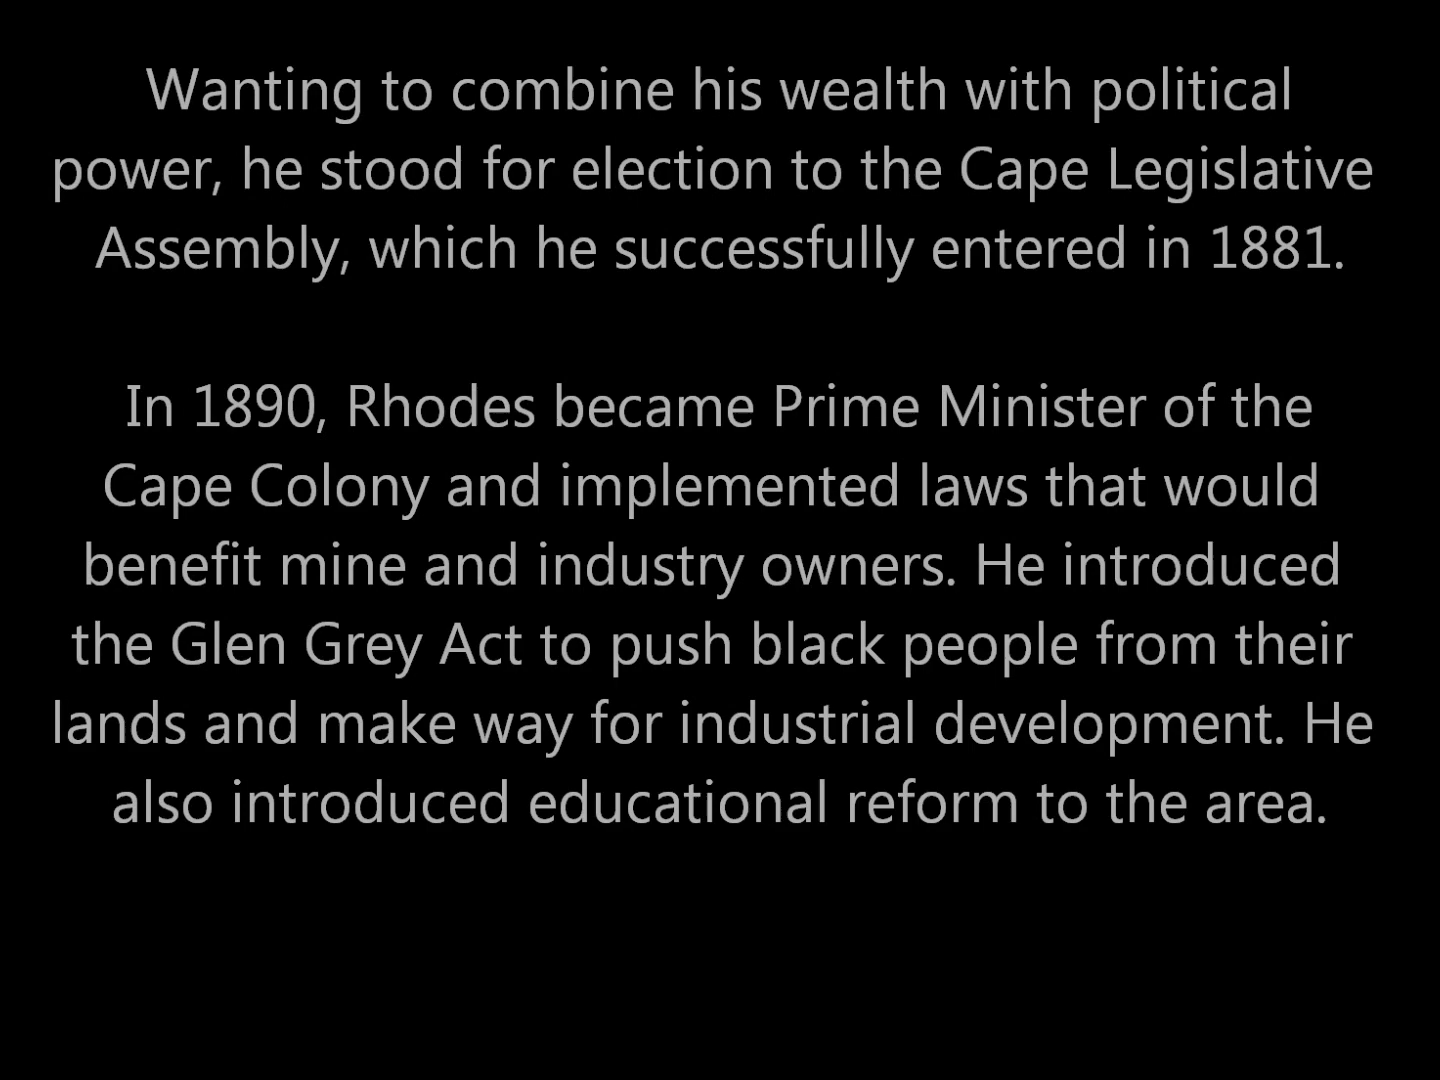 Wanting to combine his wealth with political
power, he stood for election to the Cape Legislative
Assembly, which he successfully entered in 1881.
In 1890, Rhodes became Prime Minister of the
Cape Colony and implemented laws that would
benefit mine and industry owners. He introduced
the Glen Grey Act to push black people from their
lands and make way for industrial development. He
also introduced educational reform to the area.